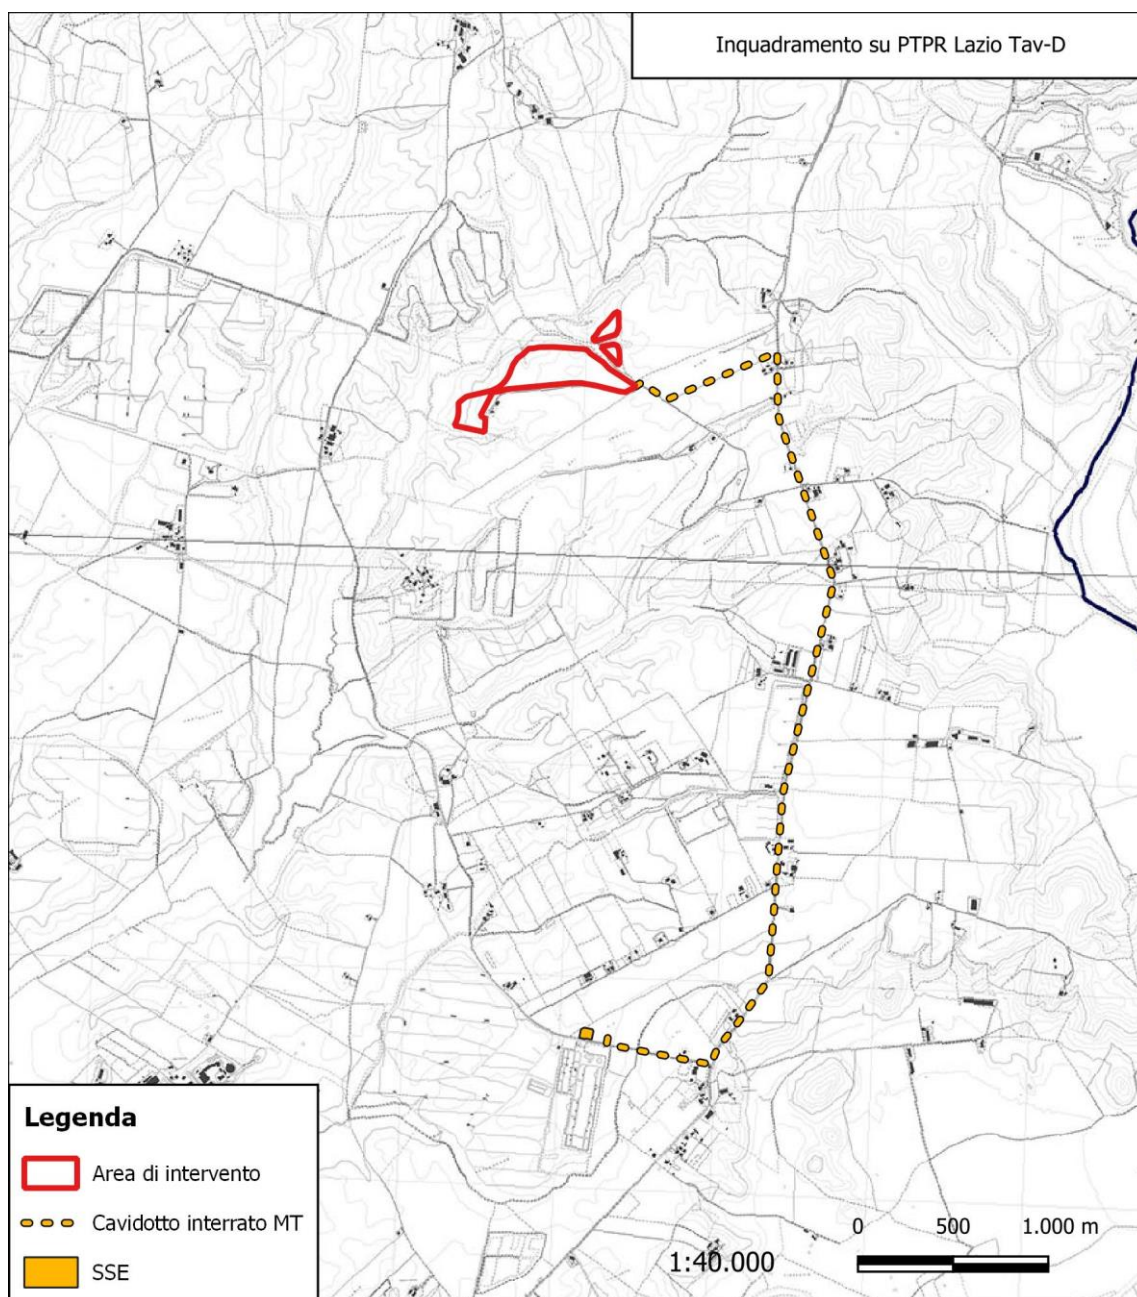 Inquadramento su PTPR Lazio Tav-D
Legenda
Area di intervento
Cavidotto interrato MT
SSE
0 500 1.000 m
1:40.000